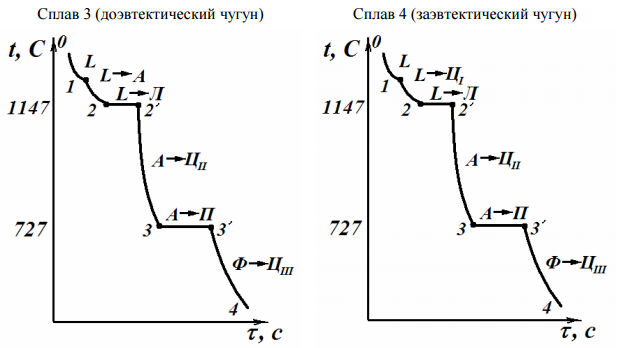 Сплав 3 (доэвтектический чугун)
t, C
0
L
1
L→A
L→Л
1147
2
2′
A→Ц_II
A→П
727
3
3′
Ф→Ц_III
4
τ, c
Сплав 4 (заэвтектический чугун)
t, C
0
L
1
L→Ц_I
L→Л
1147
2
2′
A→Ц_II
A→П
727
3
3′
Ф→Ц_III
4
τ, c